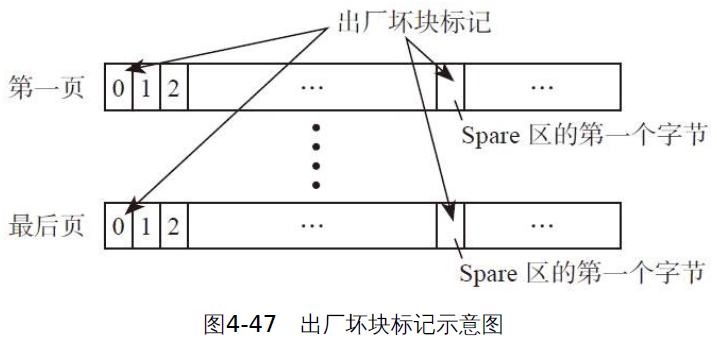 出厂坏块标记
第一页 0 1 2 … …
Spare 区的第一个字节
最后页 0 1 2 … …
Spare 区的第一个字节
图4-47 出厂坏块标记示意图